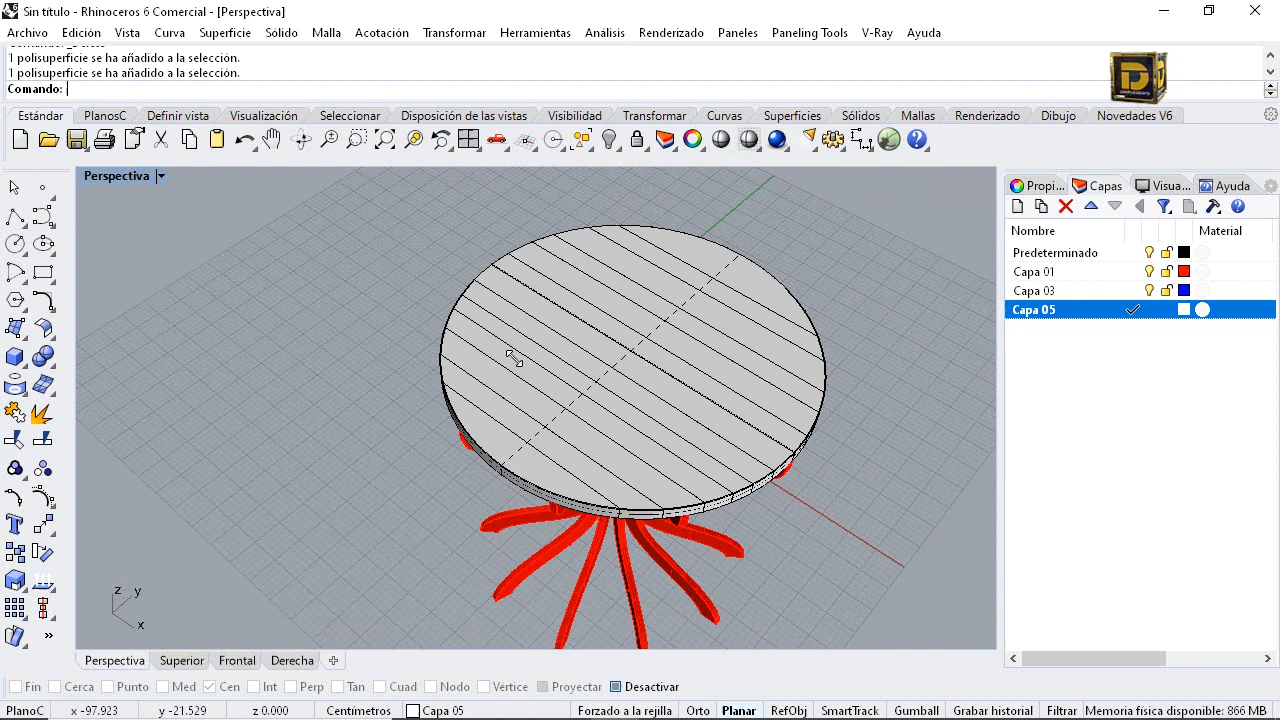 Sin título - Rhinoceros 6 Comercial - [Perspectiva]
Archivo Edición Vista Curva Superficie Sólido Malla Acotación Transformar Herramientas Análisis Renderizado Paneles Paneling Tools V-Ray Ayuda
1 polisuperficie se ha añadido a la selección.
1 polisuperficie se ha añadido a la selección.
Comando:
Estándar PlanosC Definir vista Visualización Seleccionar Disposición de las vistas Visibilidad Transformar Curvas Superficies Sólidos Mallas Renderizado Dibujo Novedades V6
Perspectiva
Propi... Capas Visua... Ayuda
Nombre Material
Predeterminado
Capa 01
Capa 03
Capa 05
z y
x
Perspectiva Superior Frontal Derecha
Fin Cerca Punto Med Cen Int Perp Tan Cuad Nodo Vértice Proyectar Desactivar
PlanoC x -97.923 y -21.529 z 0.000 Centímetros Capa 05 Forzado a la rejilla Orto Planar RefObj SmartTrack Gumball Grabar historial Filtrar Memoria física disponible: 866 MB